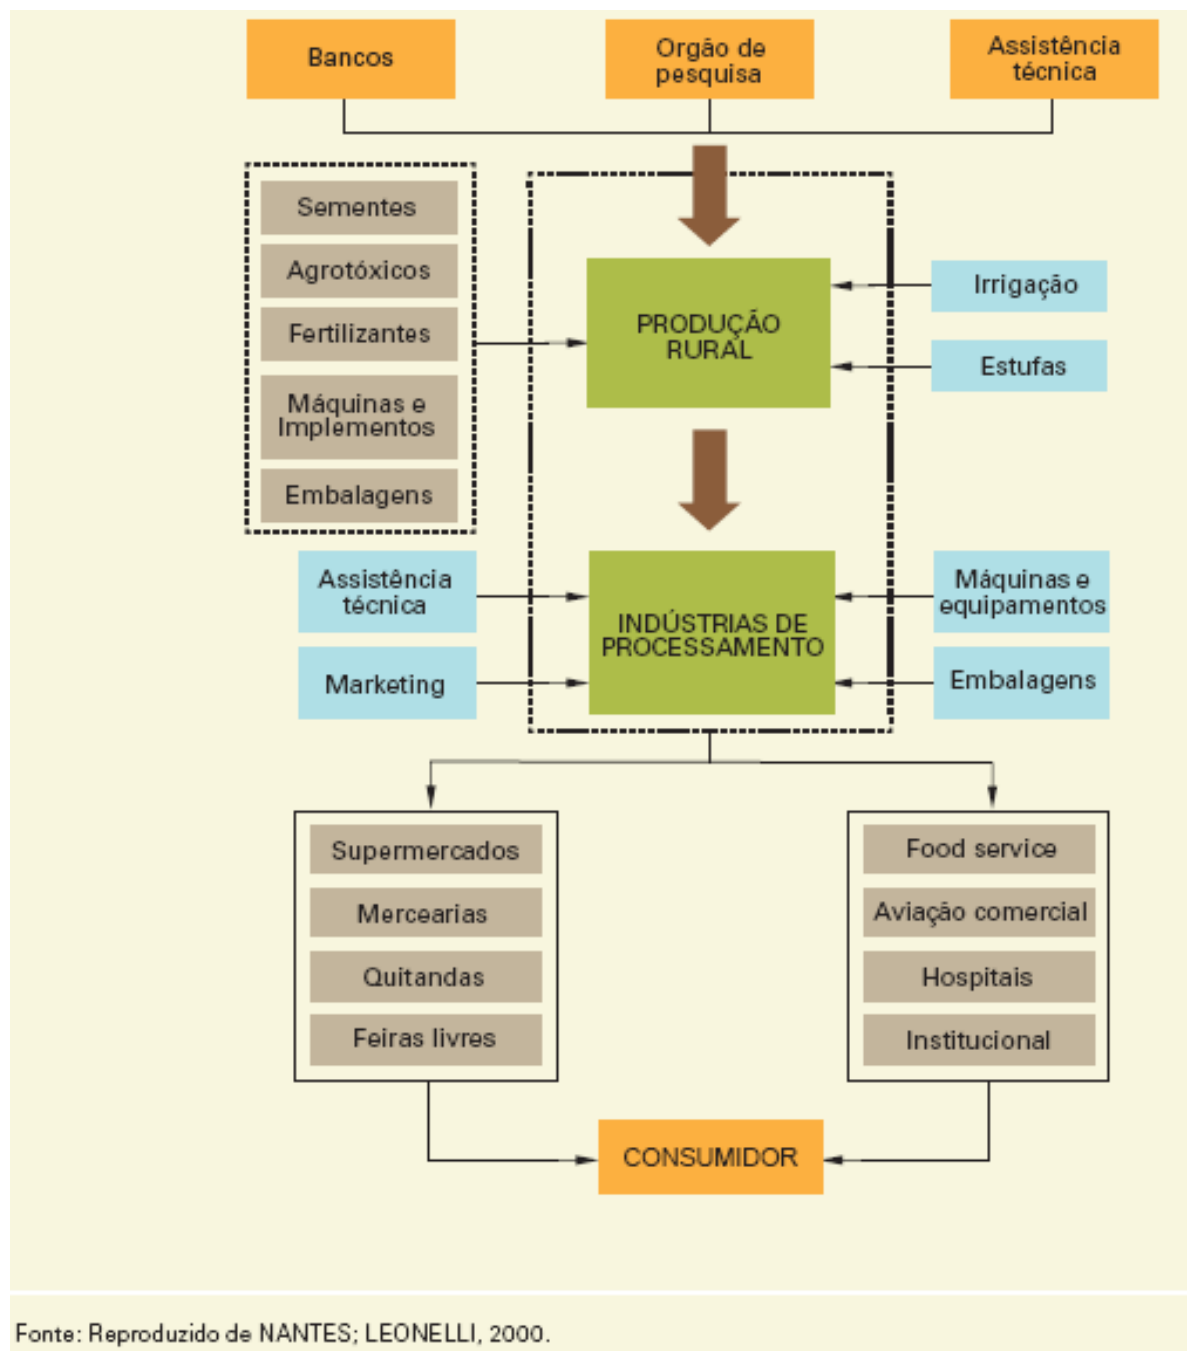 Bancos
Orgão de
pesquisa
Assistência
técnica
Sementes
Agrotóxicos
Fertilizantes
Máquinas e
Implementos
Embalagens
PRODUÇÃO
RURAL
Irrigação
Estufas
Assistência
técnica
Marketing
INDÚSTRIAS DE
PROCESSAMENTO
Máquinas e
equipamentos
Embalagens
Supermercados
Mercearias
Quitandas
Feiras livres
Food service
Aviação comercial
Hospitais
Institucional
CONSUMIDOR
Fonte: Reproduzido de NANTES; LEONELLI, 2000.